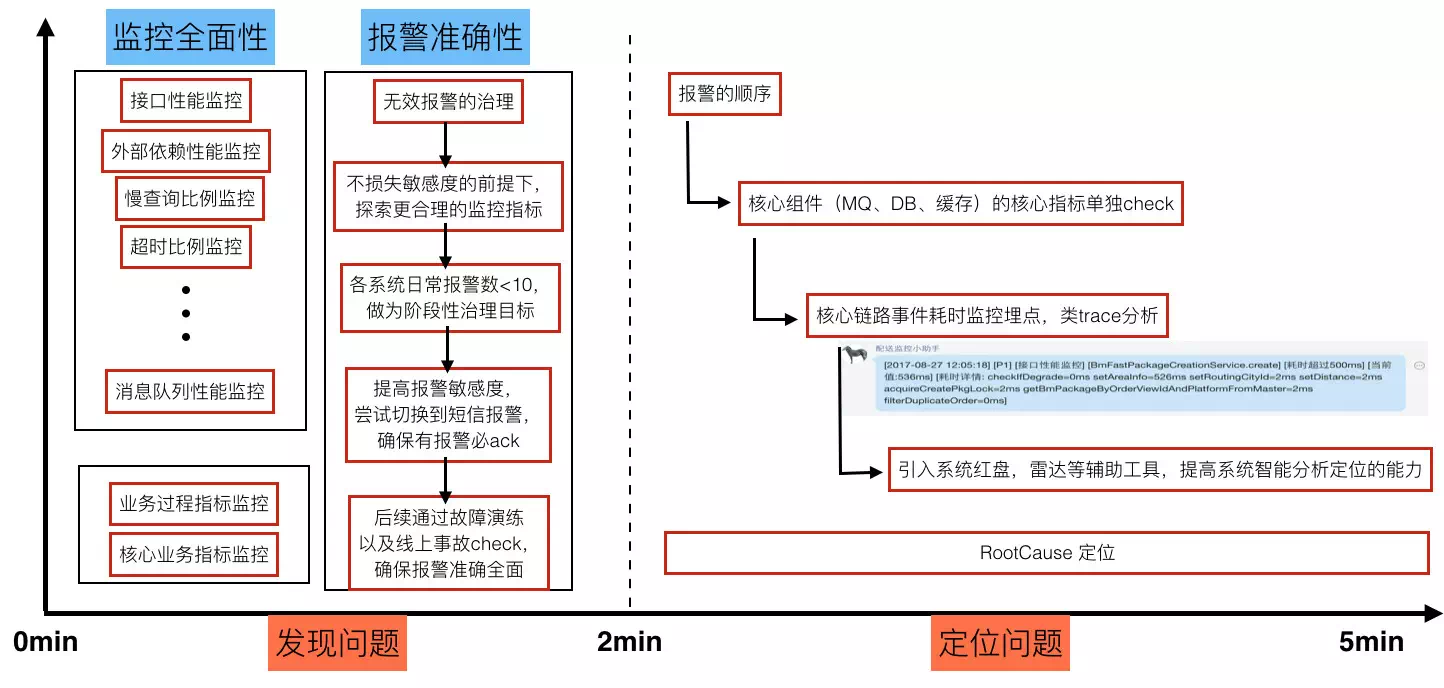 监控全面性
接口性能监控
外部依赖性能监控
慢查询比例监控
超时比例监控
消息队列性能监控
业务过程指标监控
核心业务指标监控
报警准确性
无效报警的治理
不损失敏感度的前提下，
探索更合理的监控指标
各系统日常报警数<10，
做为阶段性治理目标
提高报警敏感度，
尝试切换到短信报警，
确保有报警必ack
后续通过故障演练
以及线上事故check，
确保报警准确全面
报警的顺序
核心组件（MQ、DB、缓存）的核心指标单独check
核心链路事件耗时监控埋点，类trace分析
配送监控小助手
[2017-08-27 12:05:18] [P1] [接口性能监控] [BmFastPackageCreationService.create] [耗时超过500ms] [当前
值:536ms] [耗时详情: checkIfDegrade=0ms setAreaInfo=526ms setRoutingCityId=2ms setDistance=2ms
acquireCreatePkgLock=2ms getBmPackageByOrderViewIdAndPlatformFromMaster=2ms
filterDuplicateOrder=0ms]
引入系统红盘，雷达等辅助工具，提高系统智能分析定位的能力
RootCause 定位
0min
发现问题
2min
定位问题
5min